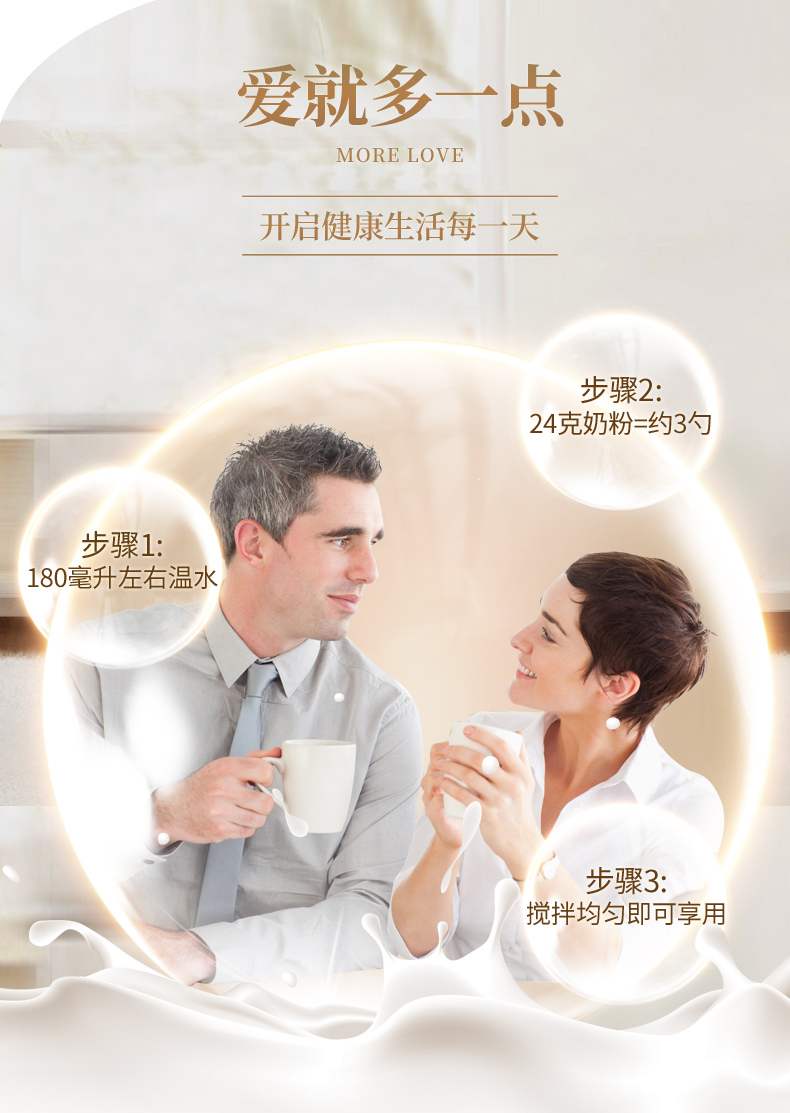 爱就多一点
MORE LOVE
开启健康生活每一天
步骤1:
180毫升左右温水
步骤2:
24克奶粉=约3勺
步骤3:
搅拌均匀即可享用